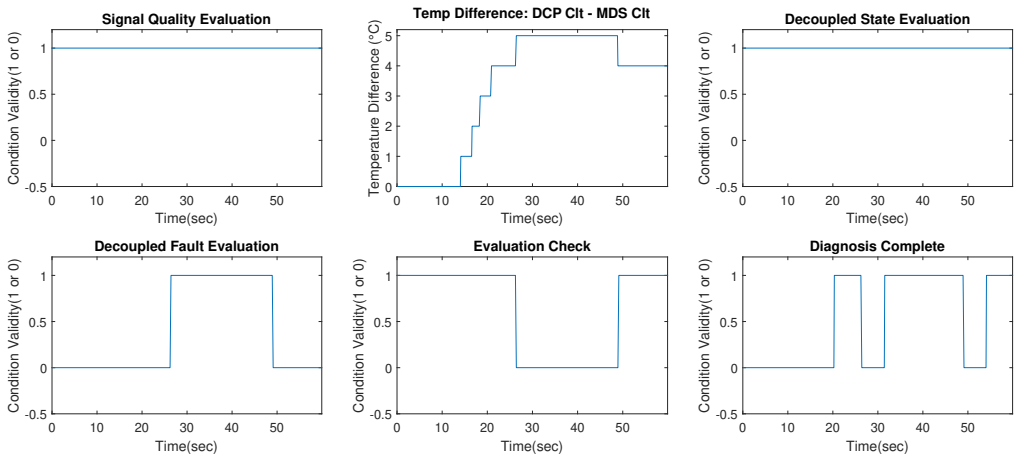 Signal Quality Evaluation
Condition Validity(1 or 0)
1
0.5
0
-0.5
0 10 20 30 40 50
Time(sec)
Temp Difference: DCP Clt - MDS Clt
Temperature Difference (°C)
5
4
3
2
1
0
0 10 20 30 40 50
Time(sec)
Decoupled State Evaluation
Condition Validity(1 or 0)
1
0.5
0
-0.5
0 10 20 30 40 50
Time(sec)
Decoupled Fault Evaluation
Condition Validity(1 or 0)
1
0.5
0
-0.5
0 10 20 30 40 50
Time(sec)
Evaluation Check
Condition Validity(1 or 0)
1
0.5
0
-0.5
0 10 20 30 40 50
Time(sec)
Diagnosis Complete
Condition Validity(1 or 0)
1
0.5
0
-0.5
0 10 20 30 40 50
Time(sec)